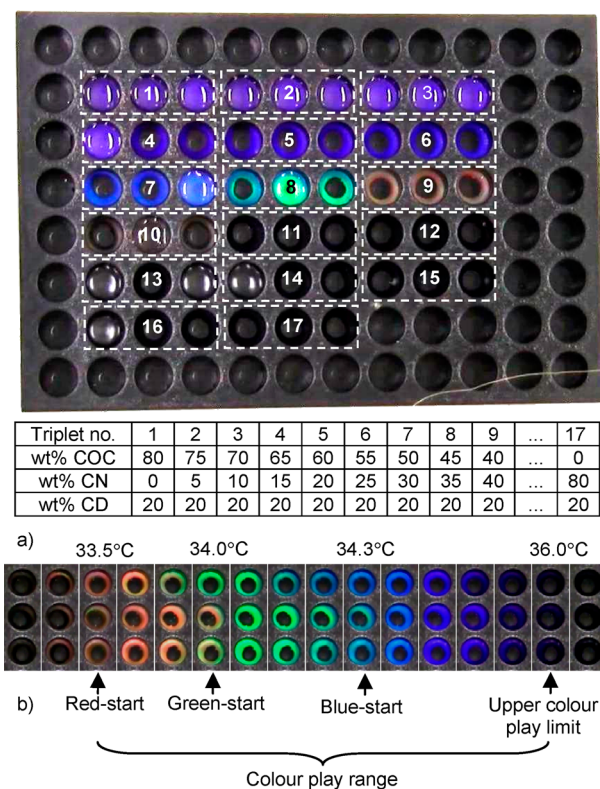 1 2 3
4 5 6
7 8 9
10 11 12
13 14 15
16 17
Triplet no. 1 2 3 4 5 6 7 8 9 ... 17
wt% COC 80 75 70 65 60 55 50 45 40 ... 0
wt% CN 0 5 10 15 20 25 30 35 40 ... 80
wt% CD 20 20 20 20 20 20 20 20 20 ... 20
a)
33.5°C 34.0°C 34.3°C 36.0°C
b) Red-start Green-start Blue-start Upper colour
play limit
Colour play range